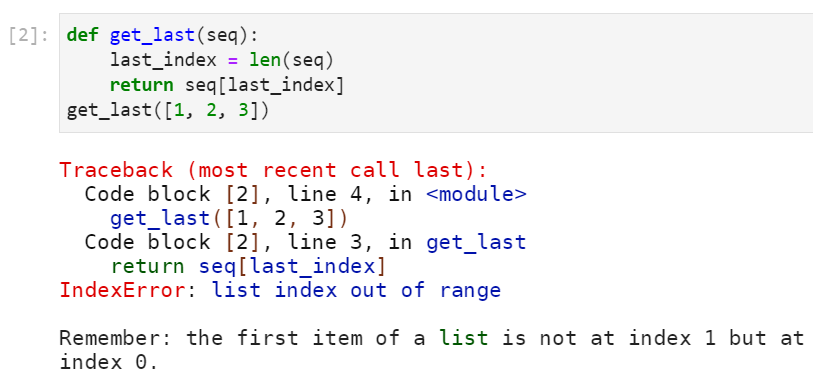 [2]: def get_last(seq):
    last_index = len(seq)
    return seq[last_index]
get_last([1, 2, 3])
Traceback (most recent call last):
  Code block [2], line 4, in <module>
    get_last([1, 2, 3])
  Code block [2], line 3, in get_last
    return seq[last_index]
IndexError: list index out of range
Remember: the first item of a list is not at index 1 but at
index 0.